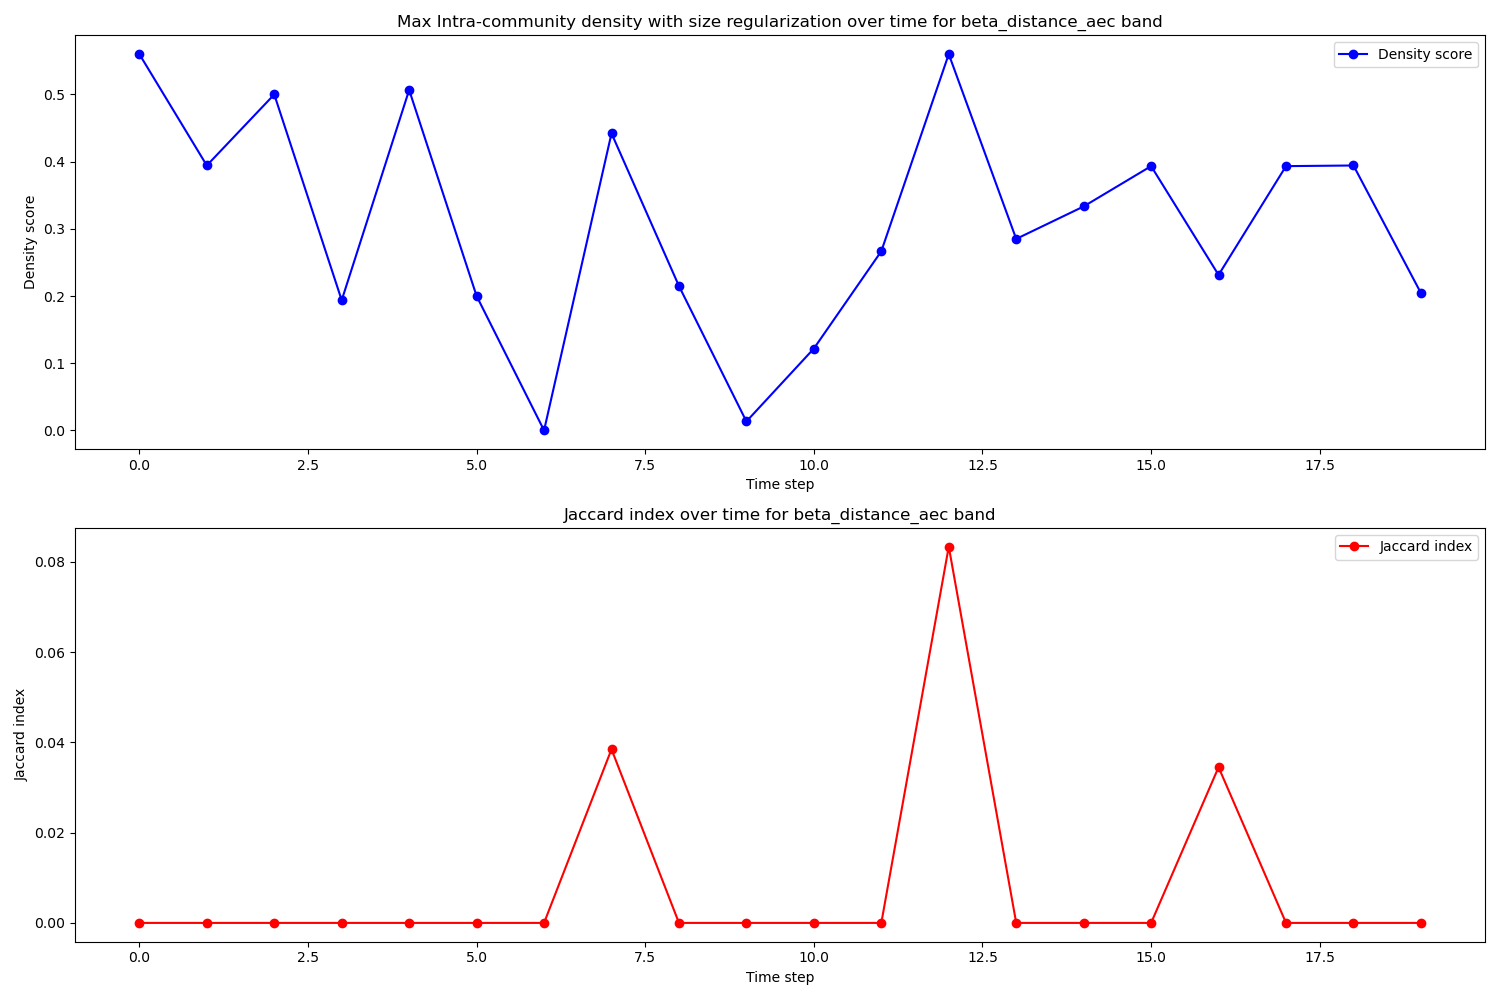 Max Intra-community density with size regularization over time for beta_distance_aec band
Density score
Density score
0.5
0.4
0.3
0.2
0.1
0.0
0.0 2.5 5.0 7.5 10.0 12.5 15.0 17.5
Time step
Jaccard index over time for beta_distance_aec band
Jaccard index
Jaccard index
0.08
0.06
0.04
0.02
0.00
0.0 2.5 5.0 7.5 10.0 12.5 15.0 17.5
Time step